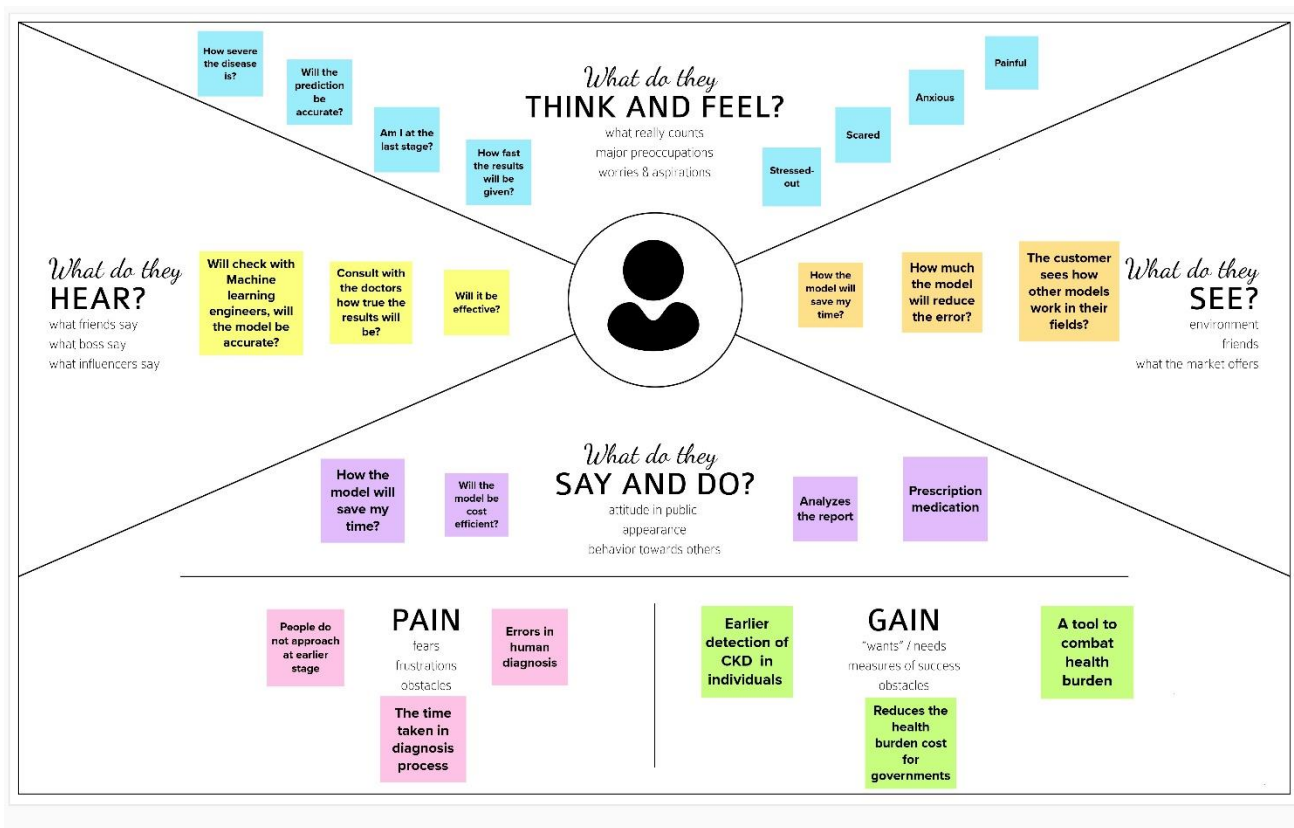 How severe
the disease
is?
Will the
prediction
be
accurate?
Am I at the
last stage?
How fast
the results
will be
given?
What do they
THINK AND FEEL?
what really counts
major preoccupations
worries & aspirations
Stressed-
out
Scared
Anxious
Painful
What do they
HEAR?
what friends say
what boss say
what influencers say
Will check with
Machine
learning
engineers, will
the model be
accurate?
Consult with
the doctors
how true the
results will
be?
Will it be
effective?
How the
model will
save my
time?
How much
the model
will reduce
the error?
The customer
sees how
other models
work in their
fields?
What do they
SEE?
environment
friends
what the market offers
How the
model will
save my
time?
Will the
model be
cost
efficient?
What do they
SAY AND DO?
attitude in public
appearance
behavior towards others
Analyzes
the report
Prescription
medication
People do
not approach
at earlier
stage
PAIN
fears
frustrations
obstacles
Errors in
human
diagnosis
The time
taken in
diagnosis
process
Earlier
detection of
CKD in
individuals
GAIN
"wants" / needs
measures of success
obstacles
Reduces the
health
burden cost
for
governments
A tool to
combat
health
burden